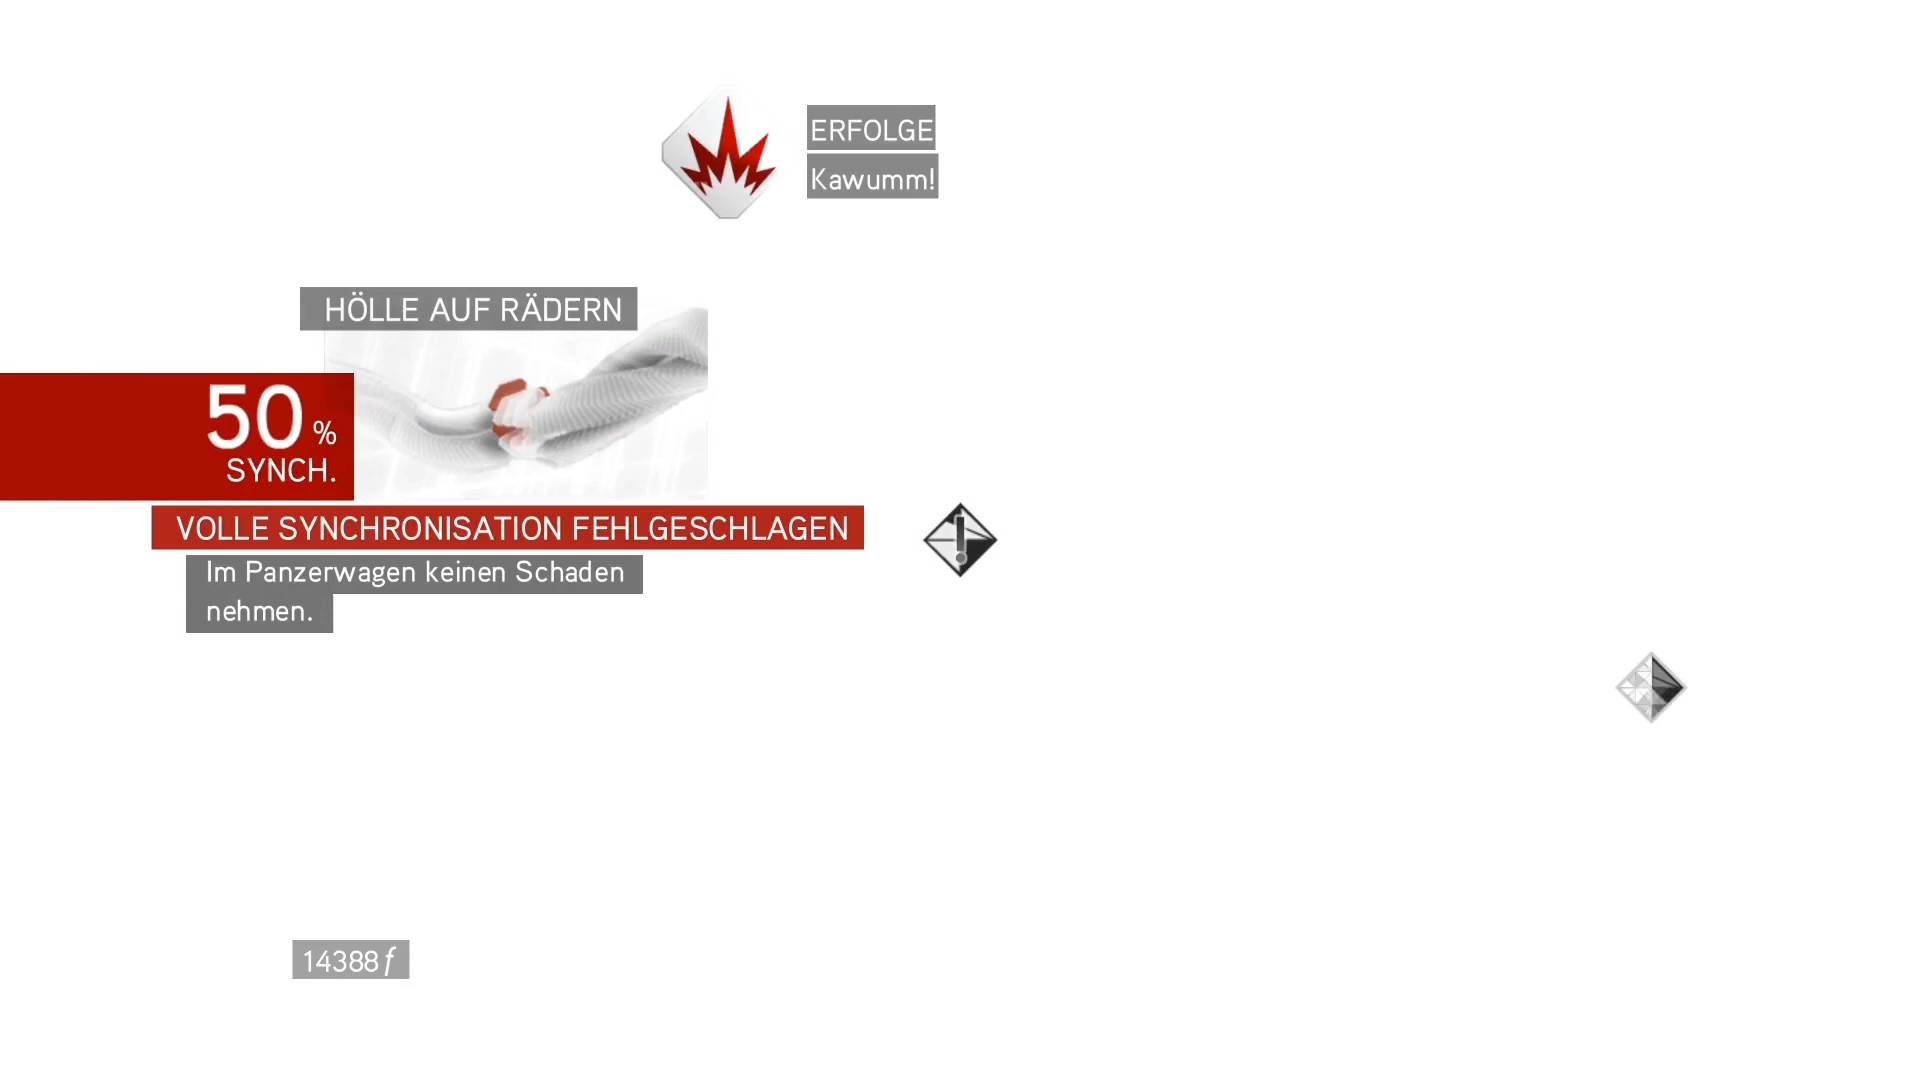 ERFOLGE
Kawumm!
HÖLLE AUF RÄDERN
50 %
SYNCH.
VOLLE SYNCHRONISATION FEHLGESCHLAGEN
Im Panzerwagen keinen Schaden
nehmen.
14388 ƒ